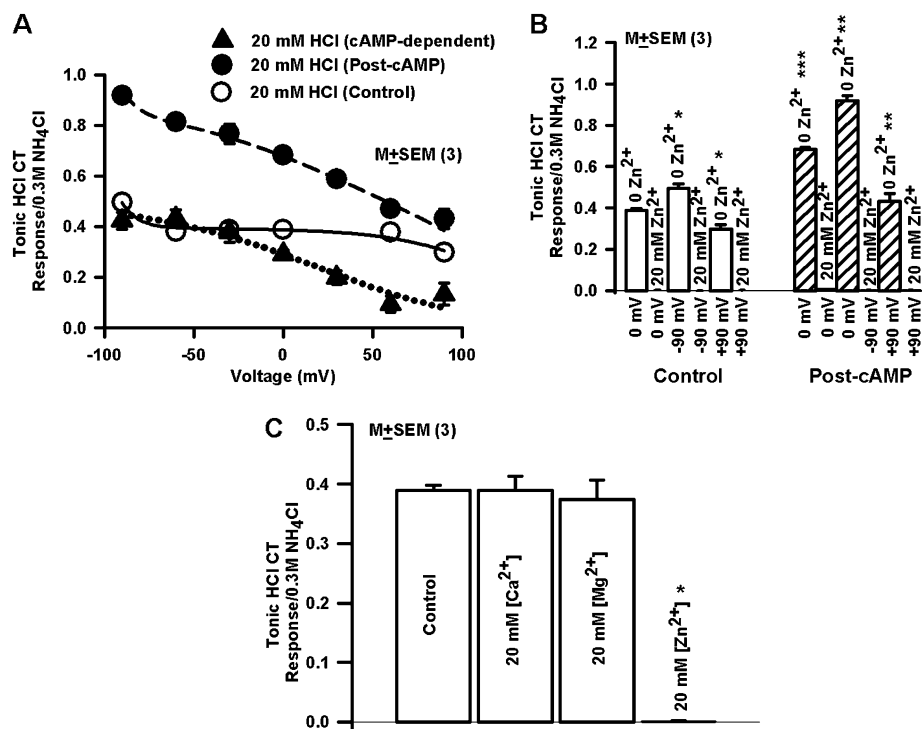 A
20 mM HCl (cAMP-dependent)
20 mM HCl (Post-cAMP)
20 mM HCl (Control)
M±SEM (3)
Tonic HCl CT
Response/0.3M NH4Cl
1.0
0.8
0.6
0.4
0.2
0.0
-100
-50
0
50
100
Voltage (mV)
B
M±SEM (3)
Tonic HCl CT
Response/0.3M NH4Cl
1.2
1.0
0.8
0.6
0.4
0.2
0.0
0 Zn2+
20 mM Zn2+
0 Zn2+ *
20 mM Zn2+
0 Zn2+ *
20 mM Zn2+
0 Zn2+ ***
20 mM Zn2+
0 Zn2+ **
20 mM Zn2+
0 Zn2+ **
20 mM Zn2+
0 mV
0 mV
-90 mV
-90 mV
+90 mV
+90 mV
0 mV
0 mV
0 mV
-90 mV
+90 mV
+90 mV
Control
Post-cAMP
C
M±SEM (3)
Tonic HCl CT
Response/0.3M NH4Cl
0.5
0.4
0.3
0.2
0.1
0.0
Control
20 mM [Ca2+]
20 mM [Mg2+]
20 mM [Zn2+] *